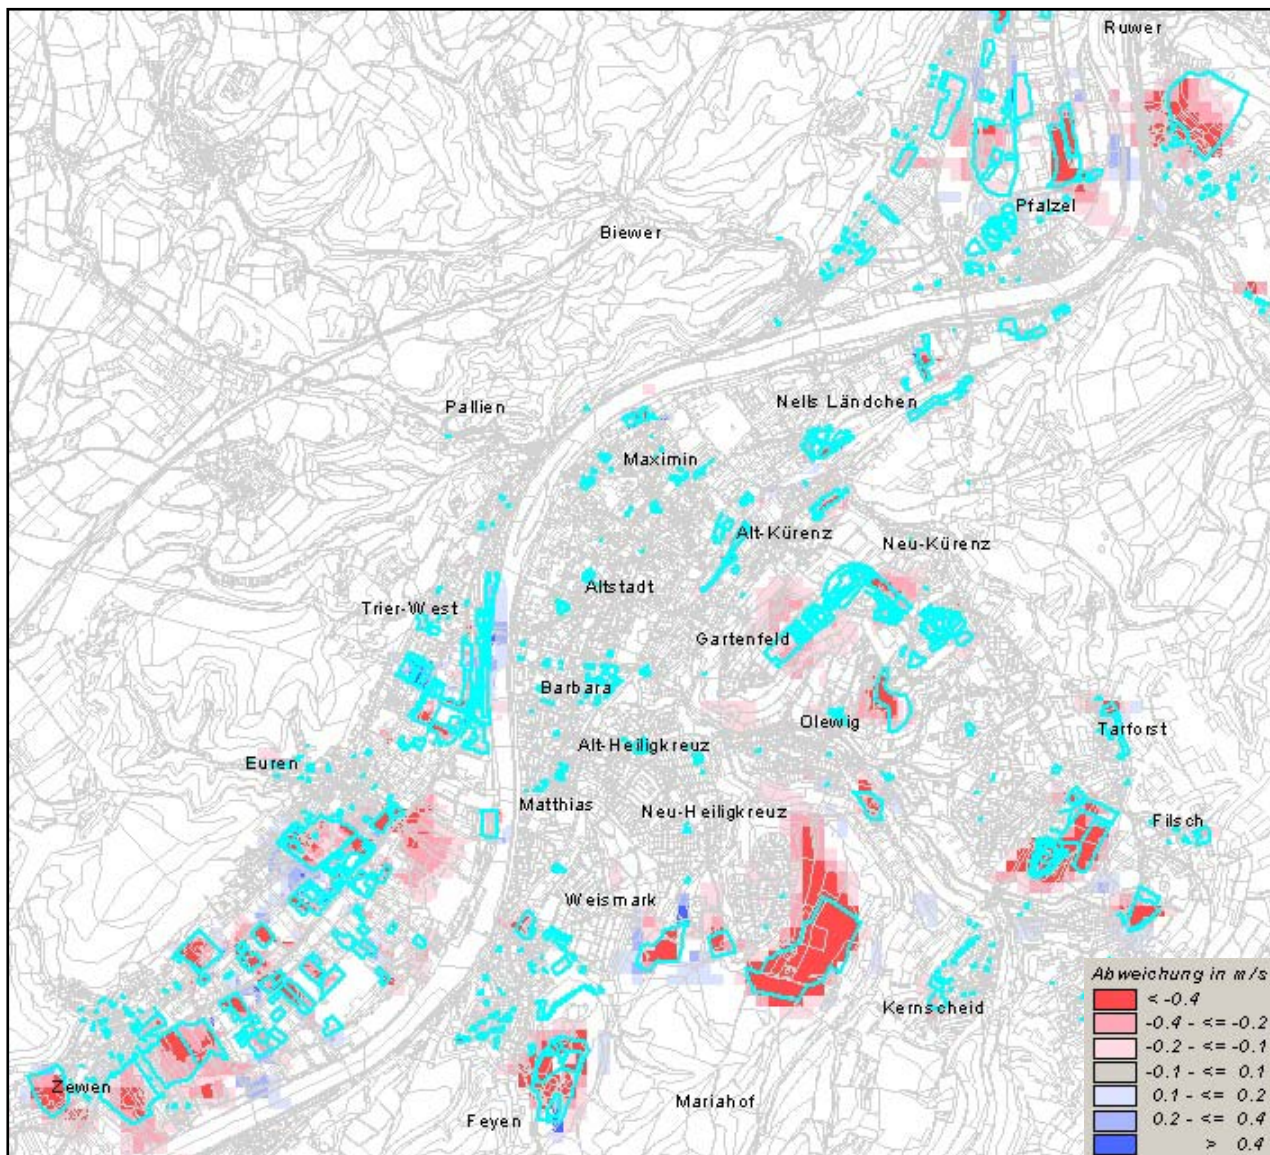 Ruwer
Pfalzel
Biewer
Nells Ländchen
Pallien
Maximin
Alt-Kürenz
Neu-Kürenz
Altstadt
Trier-West
Gartenfeld
Barbara
Olewig
Tarforst
Alt-Heiligkreuz
Euren
Matthias
Neu-Heiligkreuz
Filsch
Weismark
Kernscheid
Zewen
Mariahof
Feyen
Abweichung in m/s
< -0.4
-0.4 - <= -0.2
-0.2 - <= -0.1
-0.1 - <= 0.1
0.1 - <= 0.2
0.2 - <= 0.4
> 0.4